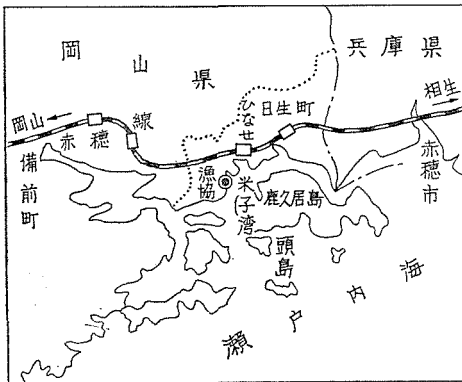 岡山県
兵庫県
岡山
赤穂線
ひなせ
日生町
相生
備前町
漁協
米子湾
鹿久居島
赤穂市
頭島
瀬戸内海